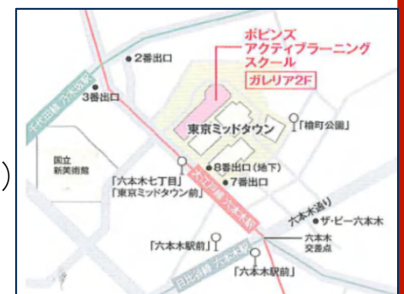 ポピンズ
アクティブラーニング
スクール
ガレリア2F
2番出口
3番出口
千代田線 乃木坂駅
東京ミッドタウン
「檜町公園」
国立
新美術館
8番出口(地下)
7番出口
「六本木七丁目」
「東京ミッドタウン前」
大江戸線 六本木駅
六本木通り
ザ・ビー六本木
「六本木駅前」
六本木
交差点
日比谷線 六本木駅
「六本木駅前」
)